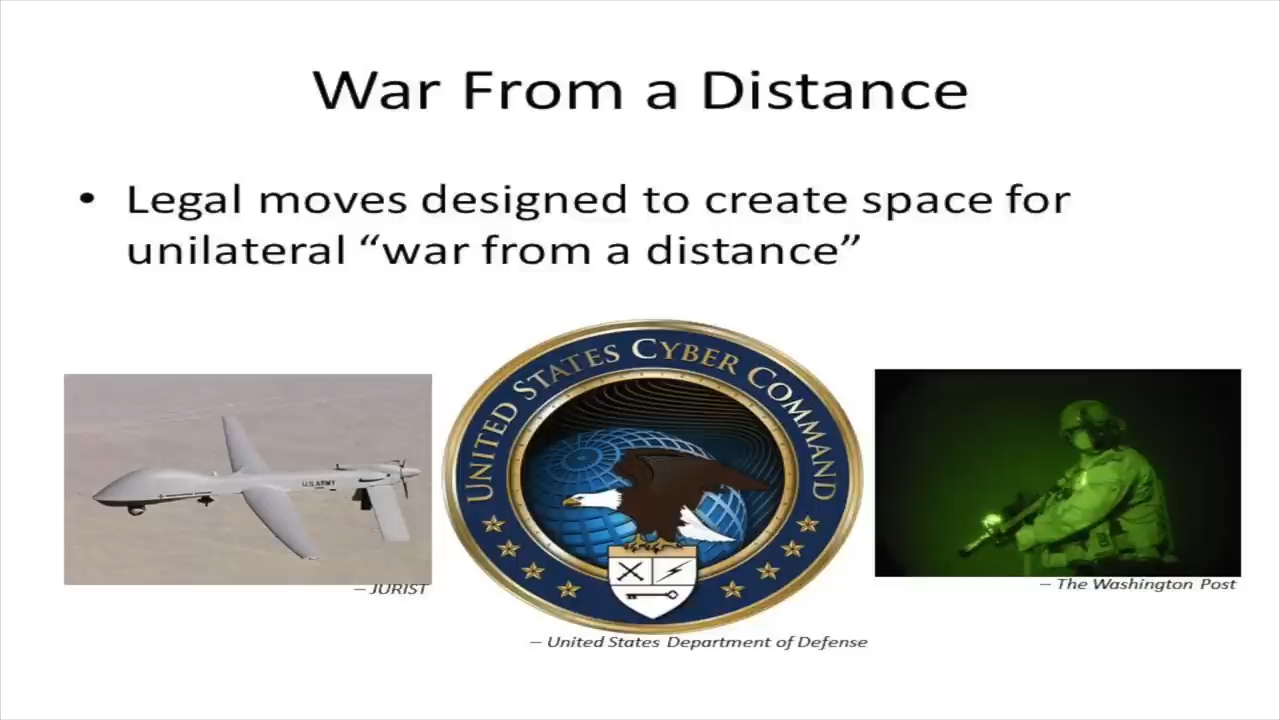 War From a Distance
• Legal moves designed to create space for
unilateral “war from a distance”
UNITED STATES CYBER COMMAND
U.S. ARMY
– JURIST
– The Washington Post
– United States Department of Defense